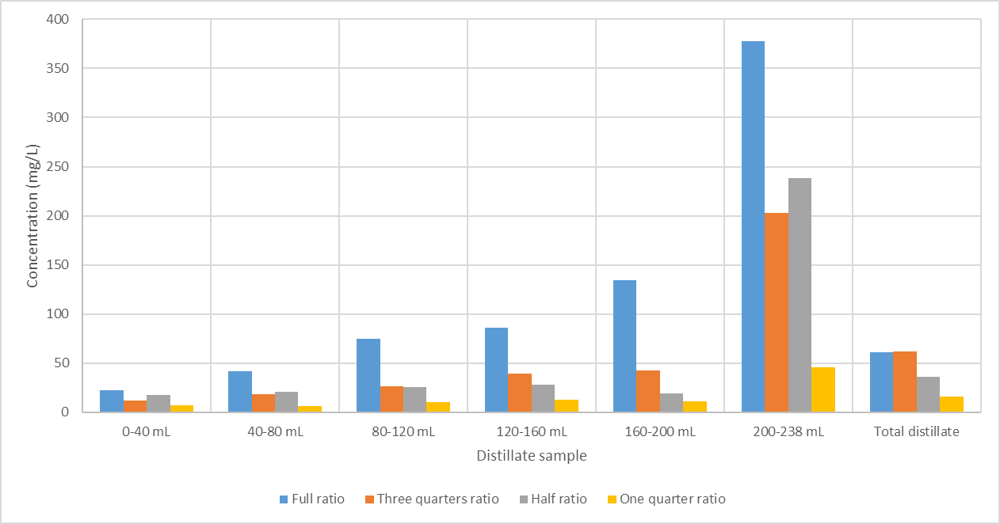 400
350
300
250
200
150
100
50
0
Concentration (mg/L)
0-40 mL 40-80 mL 80-120 mL 120-160 mL 160-200 mL 200-238 mL Total distillate
Distillate sample
Full ratio Three quarters ratio Half ratio One quarter ratio